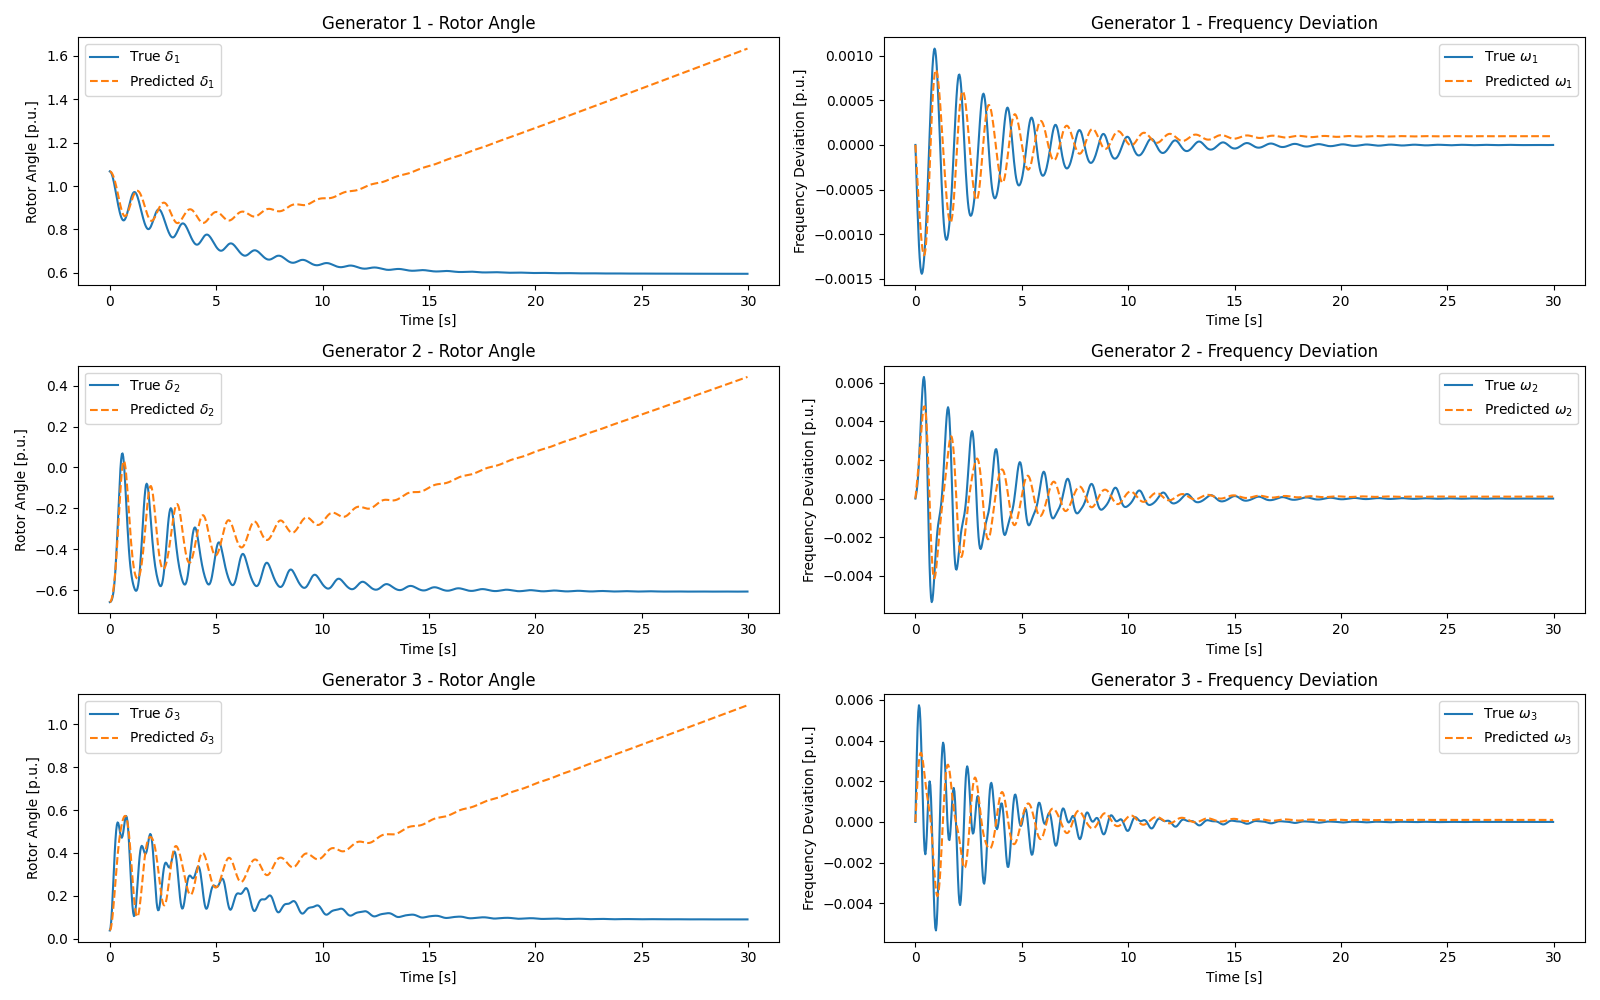 Generator 1 - Rotor Angle
True δ₁
Predicted δ₁
Rotor Angle [p.u.]
1.6
1.4
1.2
1.0
0.8
0.6
0 5 10 15 20 25 30
Time [s]
Generator 1 - Frequency Deviation
True ω₁
Predicted ω₁
Frequency Deviation [p.u.]
0.0010
0.0005
0.0000
−0.0005
−0.0010
−0.0015
0 5 10 15 20 25 30
Time [s]
Generator 2 - Rotor Angle
True δ₂
Predicted δ₂
Rotor Angle [p.u.]
0.4
0.2
0.0
−0.2
−0.4
−0.6
0 5 10 15 20 25 30
Time [s]
Generator 2 - Frequency Deviation
True ω₂
Predicted ω₂
Frequency Deviation [p.u.]
0.006
0.004
0.002
0.000
−0.002
−0.004
0 5 10 15 20 25 30
Time [s]
Generator 3 - Rotor Angle
True δ₃
Predicted δ₃
Rotor Angle [p.u.]
1.0
0.8
0.6
0.4
0.2
0.0
0 5 10 15 20 25 30
Time [s]
Generator 3 - Frequency Deviation
True ω₃
Predicted ω₃
Frequency Deviation [p.u.]
0.006
0.004
0.002
0.000
−0.002
−0.004
0 5 10 15 20 25 30
Time [s]